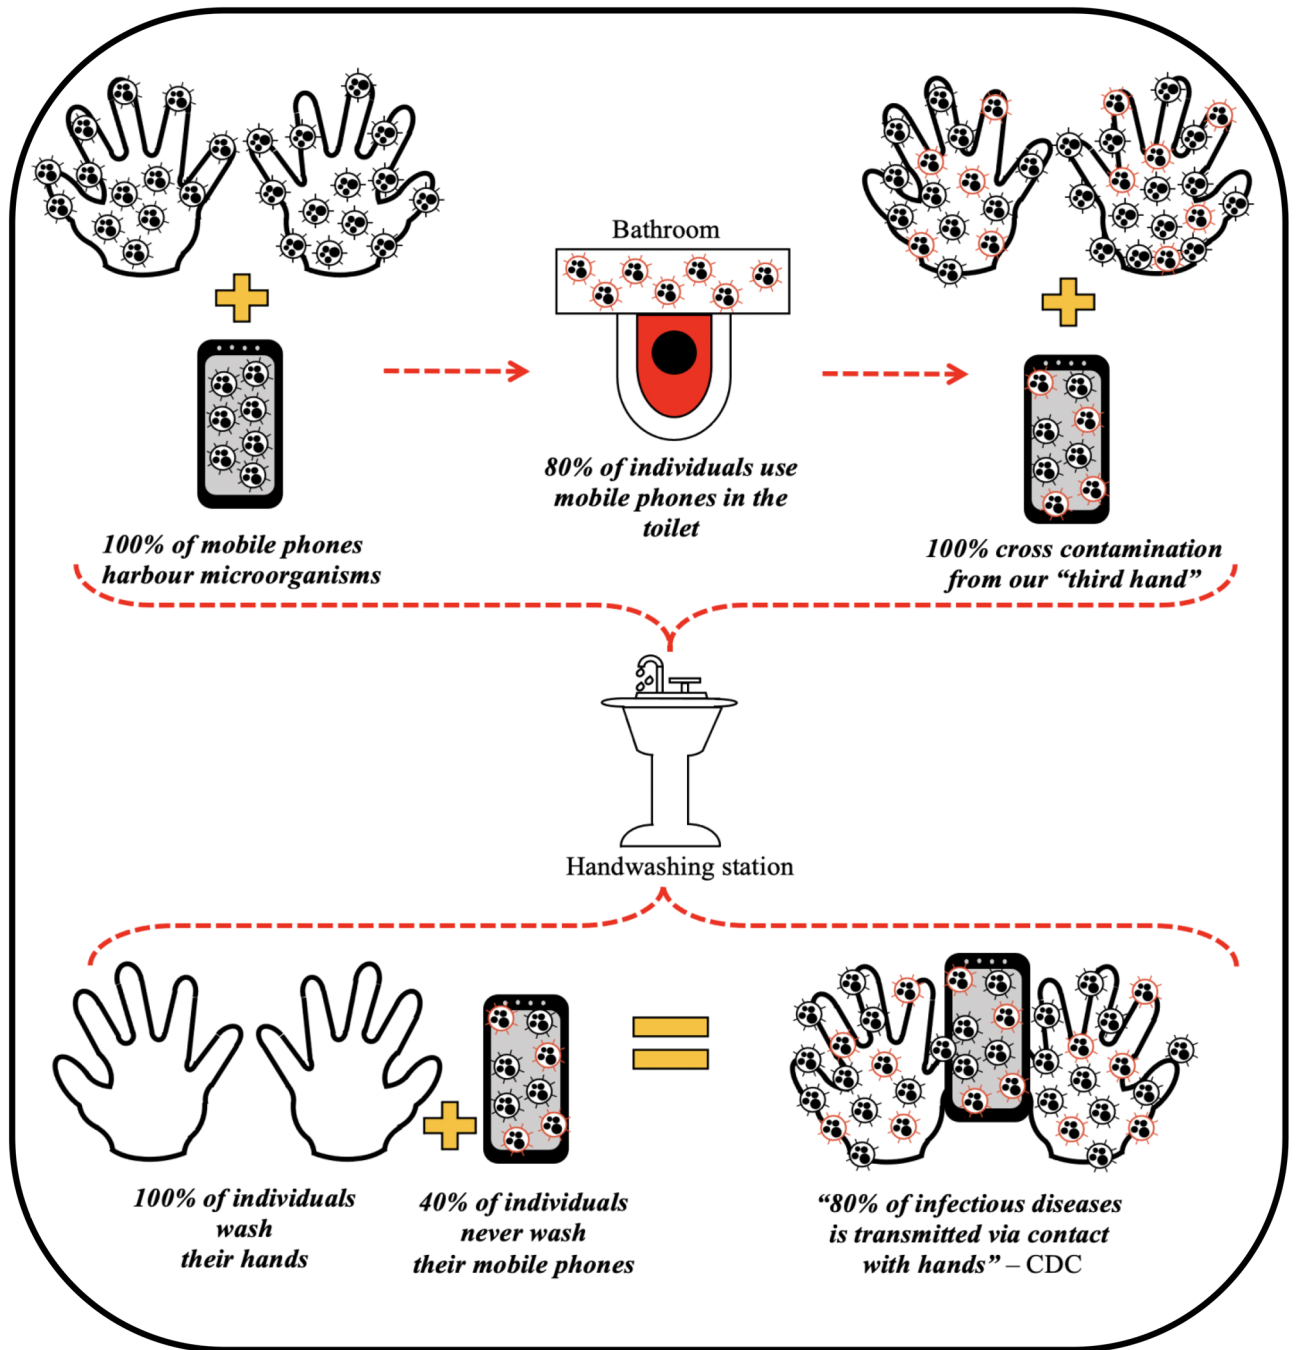 Bathroom
80% of individuals use
mobile phones in the
toilet
100% of mobile phones
harbour microorganisms
100% cross contamination
from our “third hand”
Handwashing station
100% of individuals
wash
their hands
40% of individuals
never wash
their mobile phones
“80% of infectious diseases
is transmitted via contact
with hands” – CDC